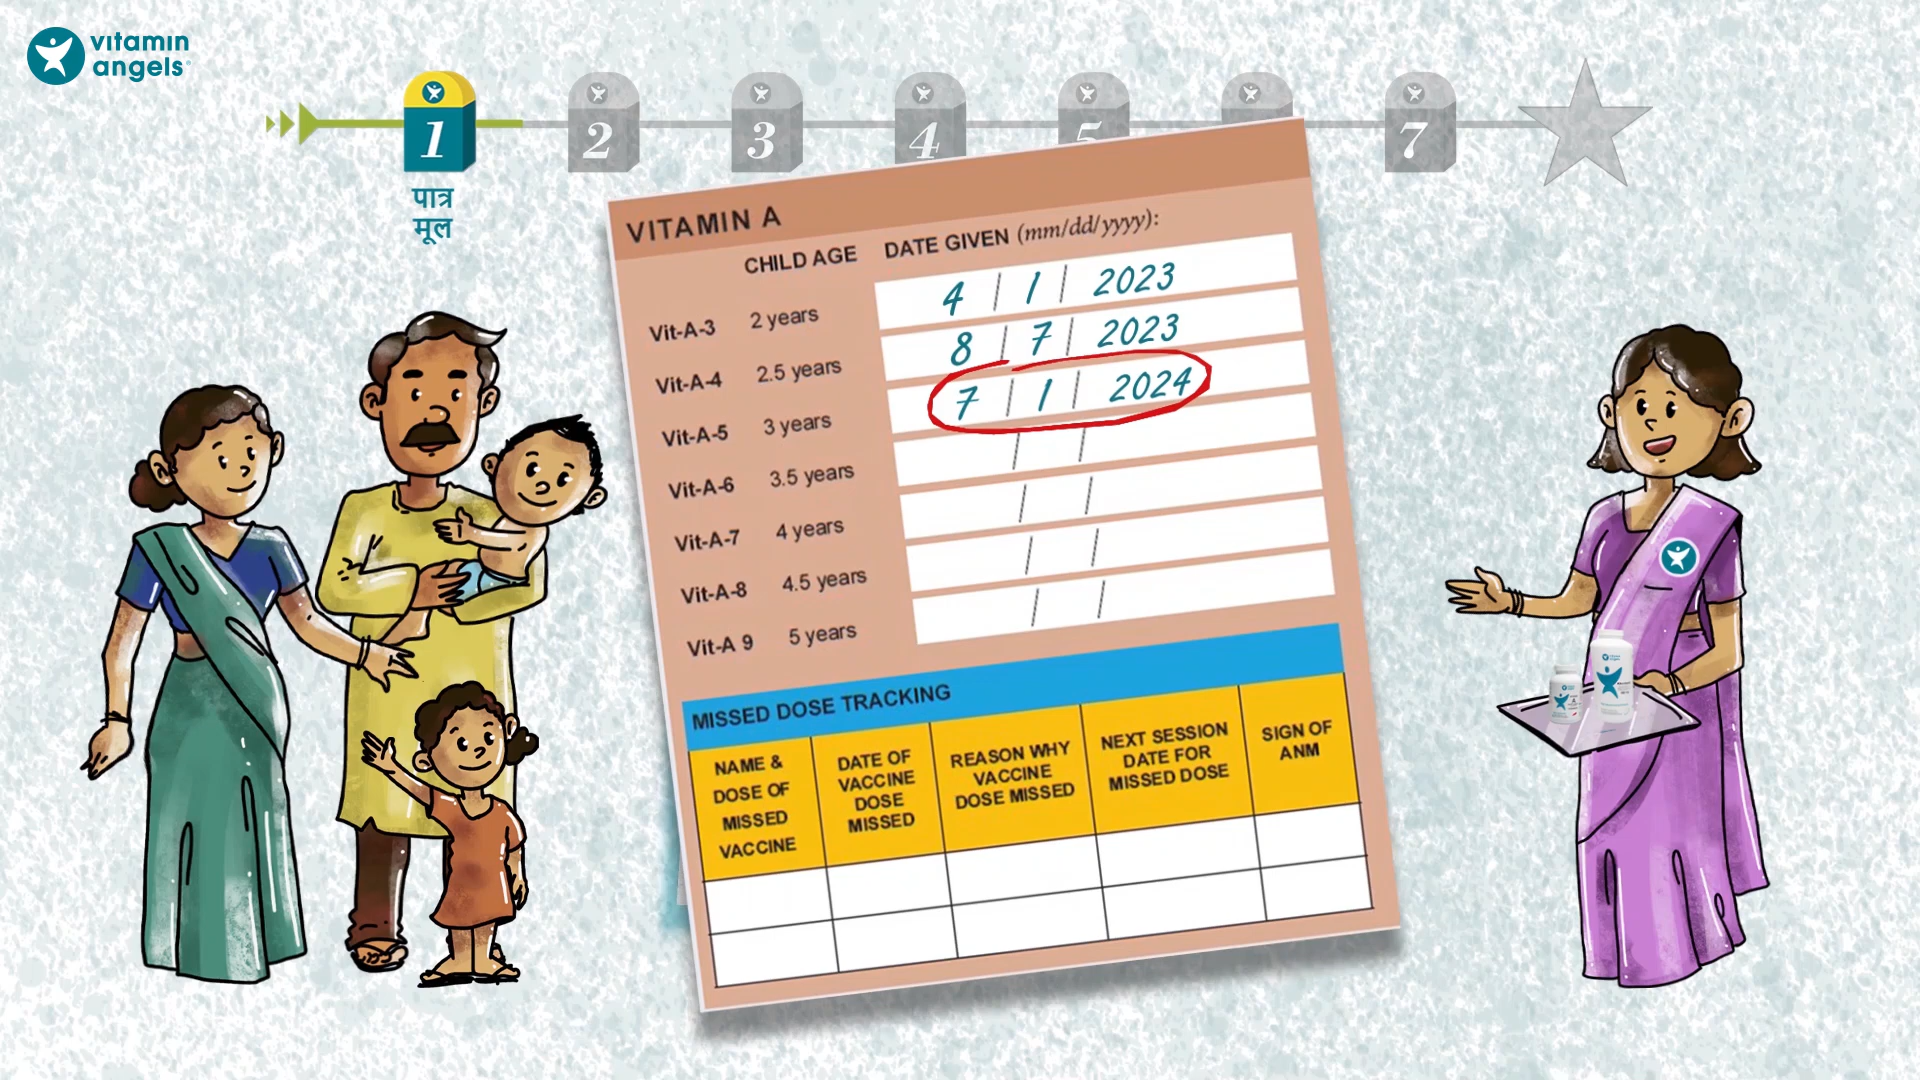 vitamin
angels
1 2 3 4 5 7
पात्र
मूल
VITAMIN A
CHILD AGE DATE GIVEN (mm/dd/yyyy):
Vit-A-3 2 years 4 / 1 / 2023
Vit-A-4 2.5 years 8 / 7 / 2023
Vit-A-5 3 years 7 / 1 / 2024
Vit-A-6 3.5 years / /
Vit-A-7 4 years / /
Vit-A-8 4.5 years / /
Vit-A 9 5 years / /
MISSED DOSE TRACKING
NAME &
DOSE OF
MISSED
VACCINE
DATE OF
VACCINE
DOSE
MISSED
REASON WHY
VACCINE
DOSE MISSED
NEXT SESSION
DATE FOR
MISSED DOSE
SIGN OF
ANM